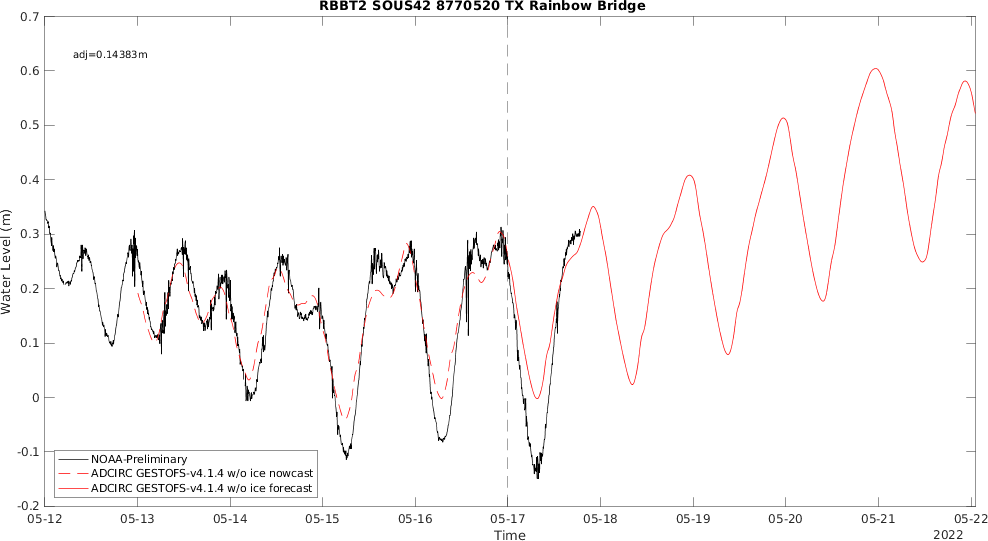 RBBT2 SOUS42 8770520 TX Rainbow Bridge
adj=0.14383m
Water Level (m)
0.7
0.6
0.5
0.4
0.3
0.2
0.1
0
-0.1
-0.2
NOAA-Preliminary
ADCIRC GESTOFS-v4.1.4 w/o ice nowcast
ADCIRC GESTOFS-v4.1.4 w/o ice forecast
05-12 05-13 05-14 05-15 05-16 05-17 05-18 05-19 05-20 05-21 05-22
Time
2022